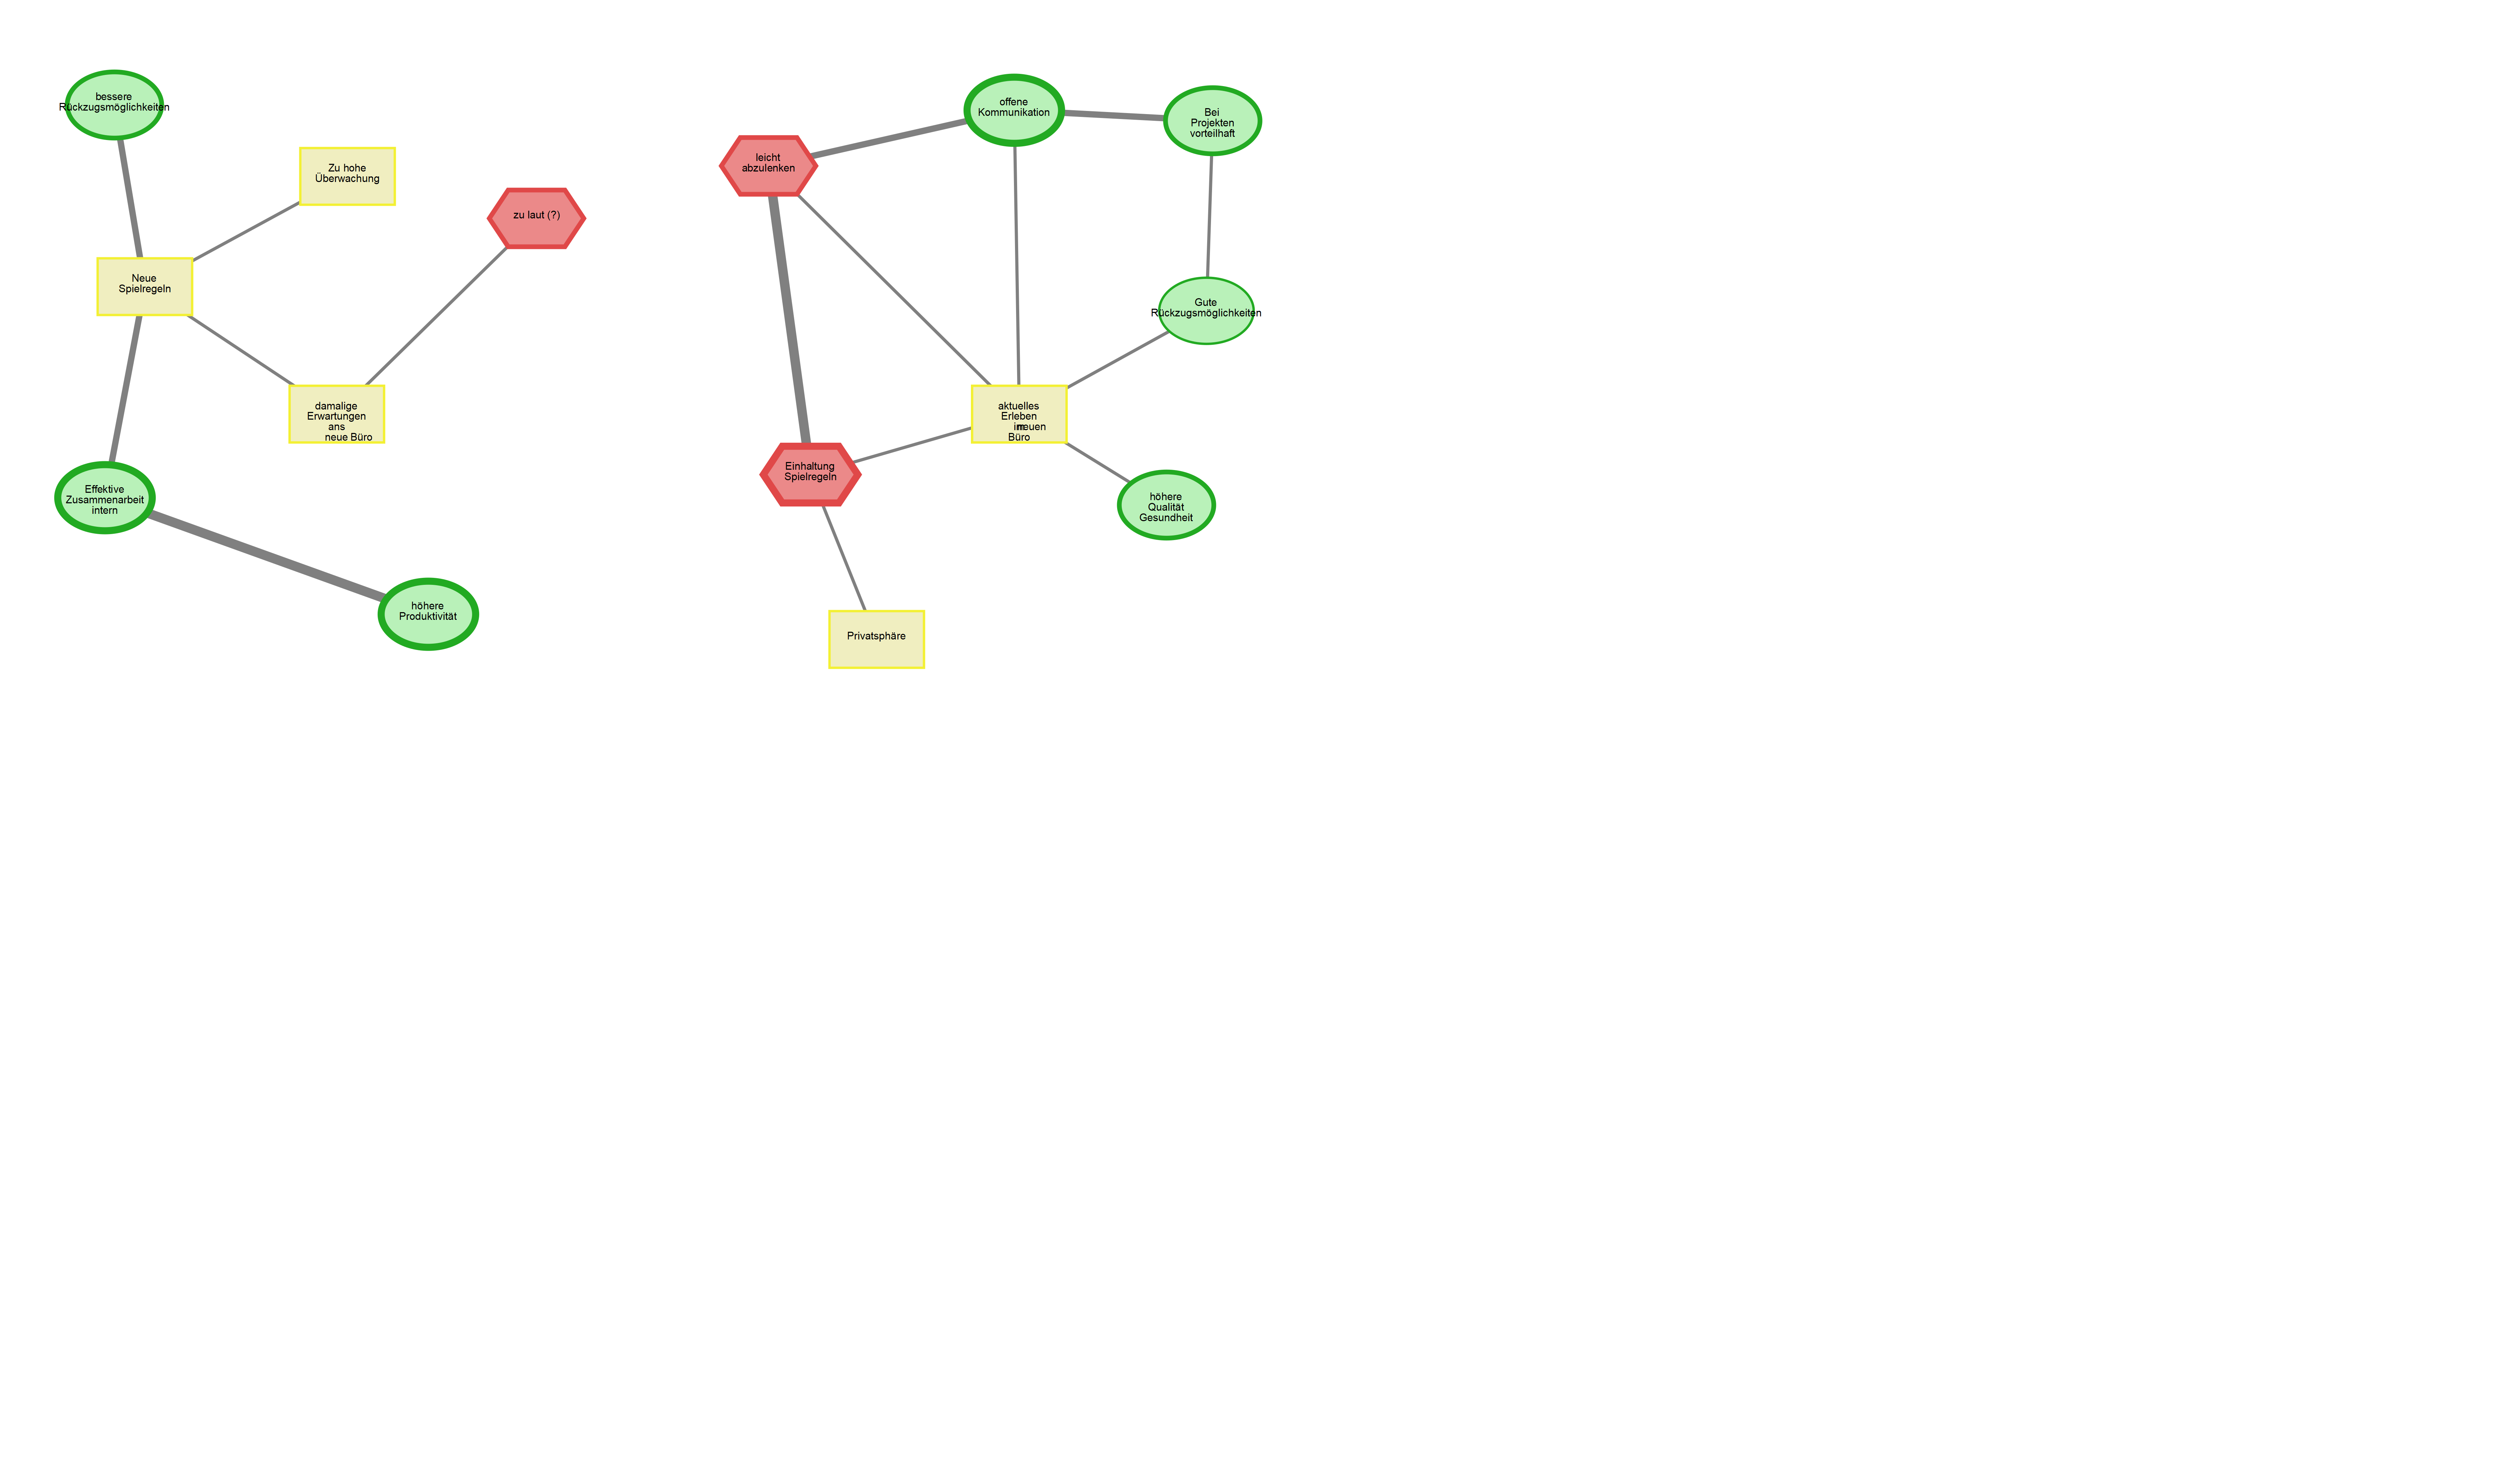 bessere
Rückzugsmöglichkeiten
Zu hohe
Überwachung
zu laut (?)
Neue
Spielregeln
damalige
Erwartungen
ans
neue Büro
Effektive
Zusammenarbeit
intern
höhere
Produktivität
offene
Kommunikation
Bei
Projekten
vorteilhaft
leicht
abzulenken
Gute
Rückzugsmöglichkeiten
aktuelles
Erleben
im neuen
Büro
Einhaltung
Spielregeln
höhere
Qualität
Gesundheit
Privatsphäre